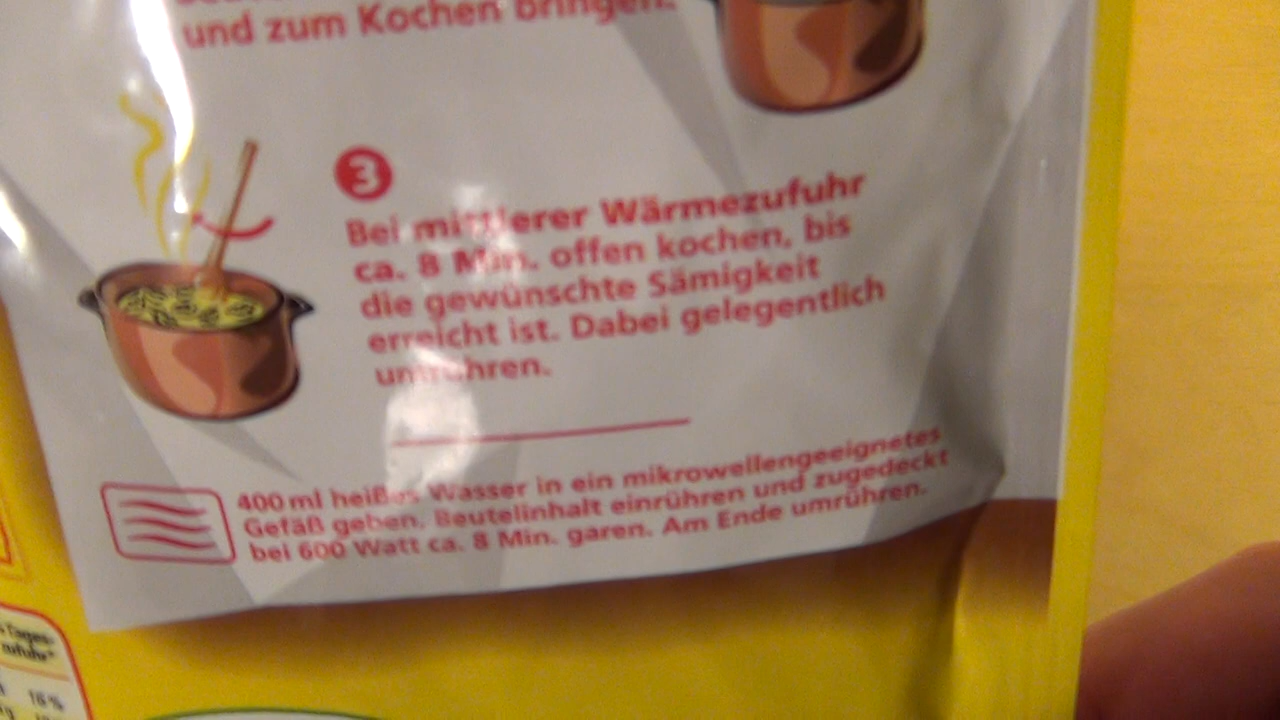 und zum Kochen bringen.
3
Bei mittlerer Wärmezufuhr
ca. 8 Min. offen kochen, bis
die gewünschte Sämigkeit
erreicht ist. Dabei gelegentlich
umrühren.
400 ml heißes Wasser in ein mikrowellengeeignetes
Gefäß geben. Beutelinhalt einrühren und zugedeckt
bei 600 Watt ca. 8 Min. garen. Am Ende umrühren.
16%